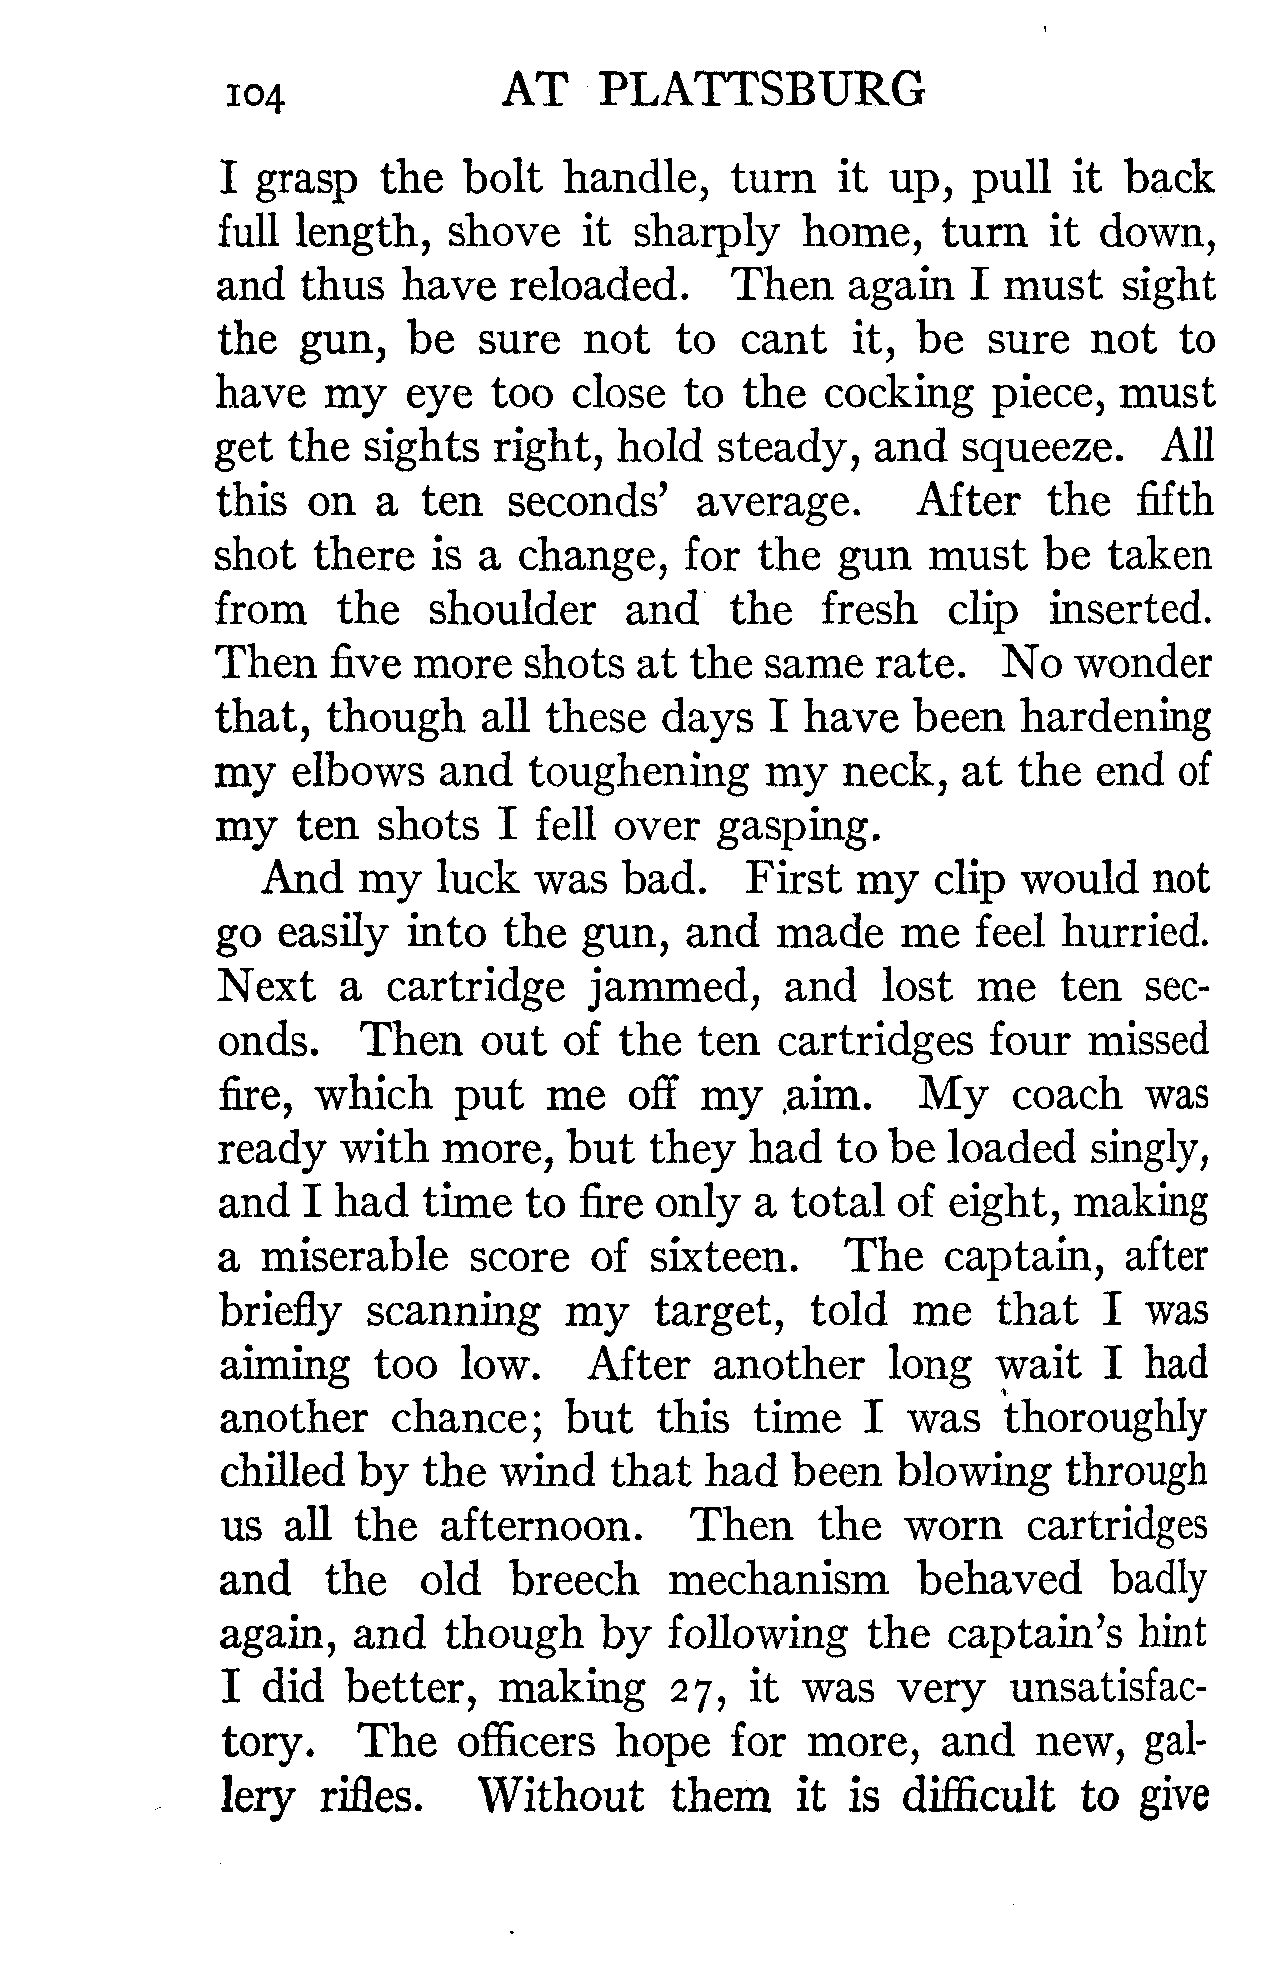 104 AT PLATTSBURG
I grasp the bolt handle, turn it up, pull it back
full length, shove it sharply home, turn it down,
and thus have reloaded. Then again I must sight
the gun, be sure not to cant it, be sure not to
have my eye too close to the cocking piece, must
get the sights right, hold steady, and squeeze. All
this on a ten seconds' average. After the fifth
shot there is a change, for the gun must be taken
from the shoulder and the fresh clip inserted.
Then five more shots at the same rate. No wonder
that, though all these days I have been hardening
my elbows and toughening my neck, at the end of
my ten shots I fell over gasping.
And my luck was bad. First my clip would not
go easily into the gun, and made me feel hurried.
Next a cartridge jammed, and lost me ten sec-
onds. Then out of the ten cartridges four missed
fire, which put me off my aim. My coach was
ready with more, but they had to be loaded singly,
and I had time to fire only a total of eight, making
a miserable score of sixteen. The captain, after
briefly scanning my target, told me that I was
aiming too low. After another long wait I had
another chance; but this time I was thoroughly
chilled by the wind that had been blowing through
us all the afternoon. Then the worn cartridges
and the old breech mechanism behaved badly
again, and though by following the captain's hint
I did better, making 27, it was very unsatisfac-
tory. The officers hope for more, and new, gal-
lery rifles. Without them it is difficult to give